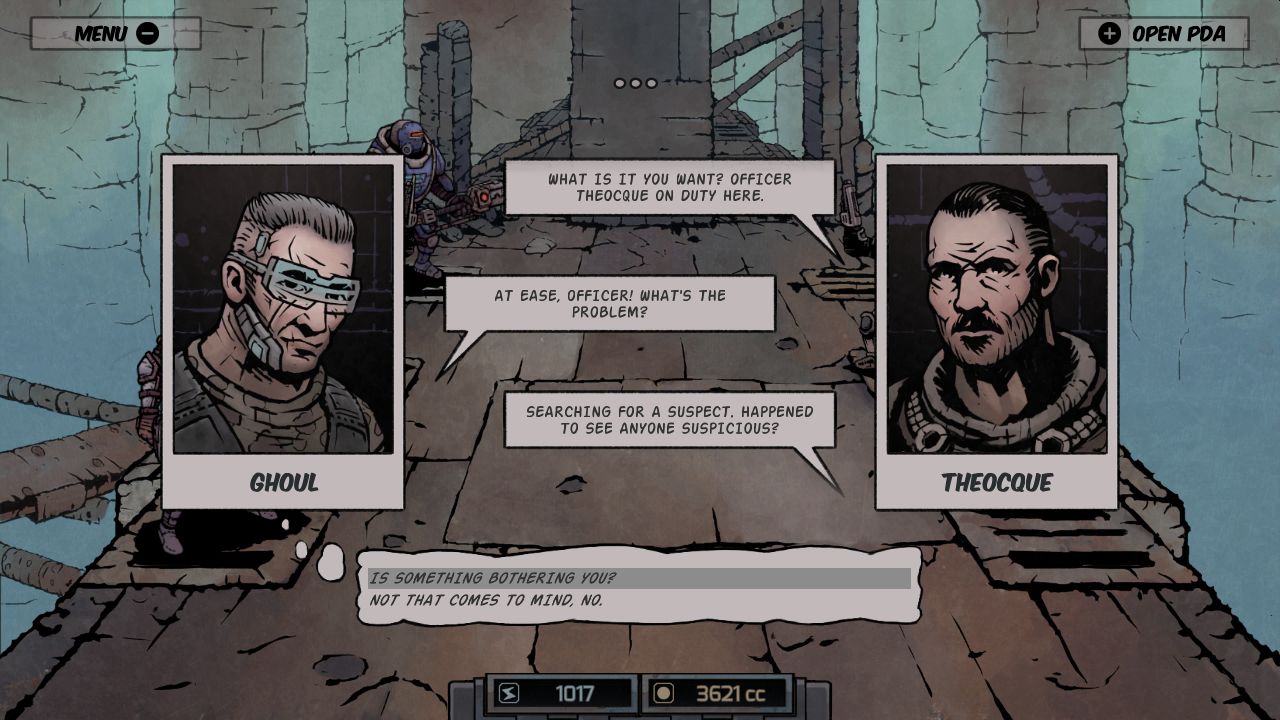 MENU
OPEN PDA
WHAT IS IT YOU WANT? OFFICER
THEOCQUE ON DUTY HERE.
AT EASE, OFFICER! WHAT'S THE
PROBLEM?
SEARCHING FOR A SUSPECT. HAPPENED
TO SEE ANYONE SUSPICIOUS?
GHOUL
THEOCQUE
IS SOMETHING BOTHERING YOU?
NOT THAT COMES TO MIND, NO.
1017
3621 cc